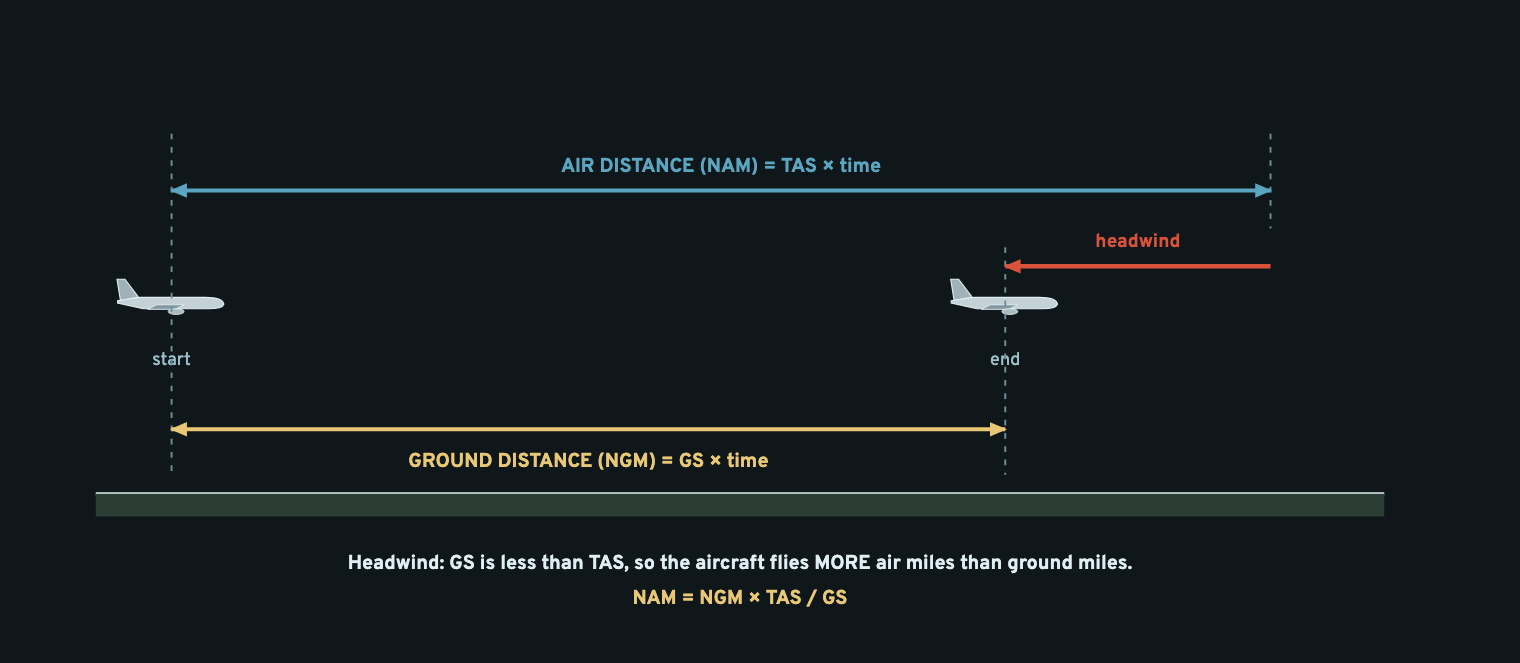 AIR DISTANCE (NAM) = TAS × time
headwind
start
end
GROUND DISTANCE (NGM) = GS × time
Headwind: GS is less than TAS, so the aircraft flies MORE air miles than ground miles.
NAM = NGM × TAS / GS